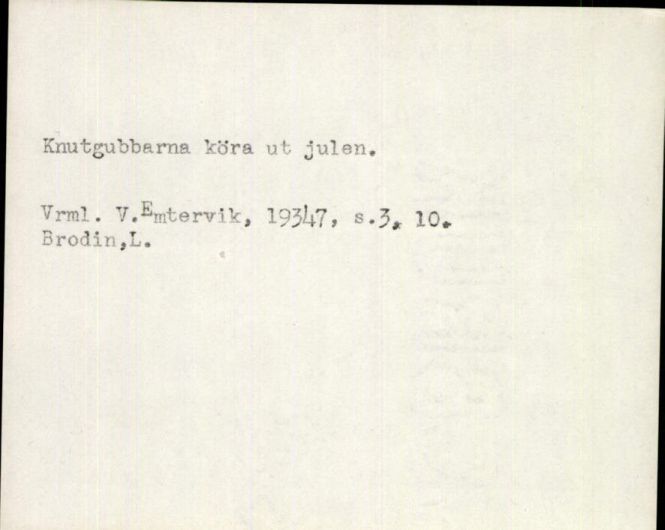 Knutgubbarna köra ut julen.
Vrml. V.Emtervik, 19347, s.3, 10.
Brodin,L.